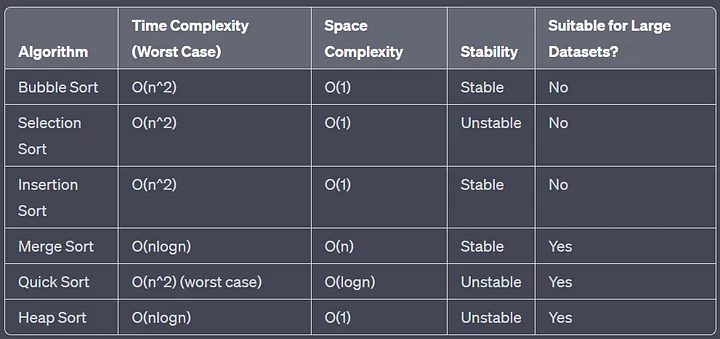 Algorithm Time Complexity (Worst Case) Space Complexity Stability Suitable for Large Datasets?
Bubble Sort O(n^2) O(1) Stable No
Selection Sort O(n^2) O(1) Unstable No
Insertion Sort O(n^2) O(1) Stable No
Merge Sort O(nlogn) O(n) Stable Yes
Quick Sort O(n^2) (worst case) O(logn) Unstable Yes
Heap Sort O(nlogn) O(1) Unstable Yes